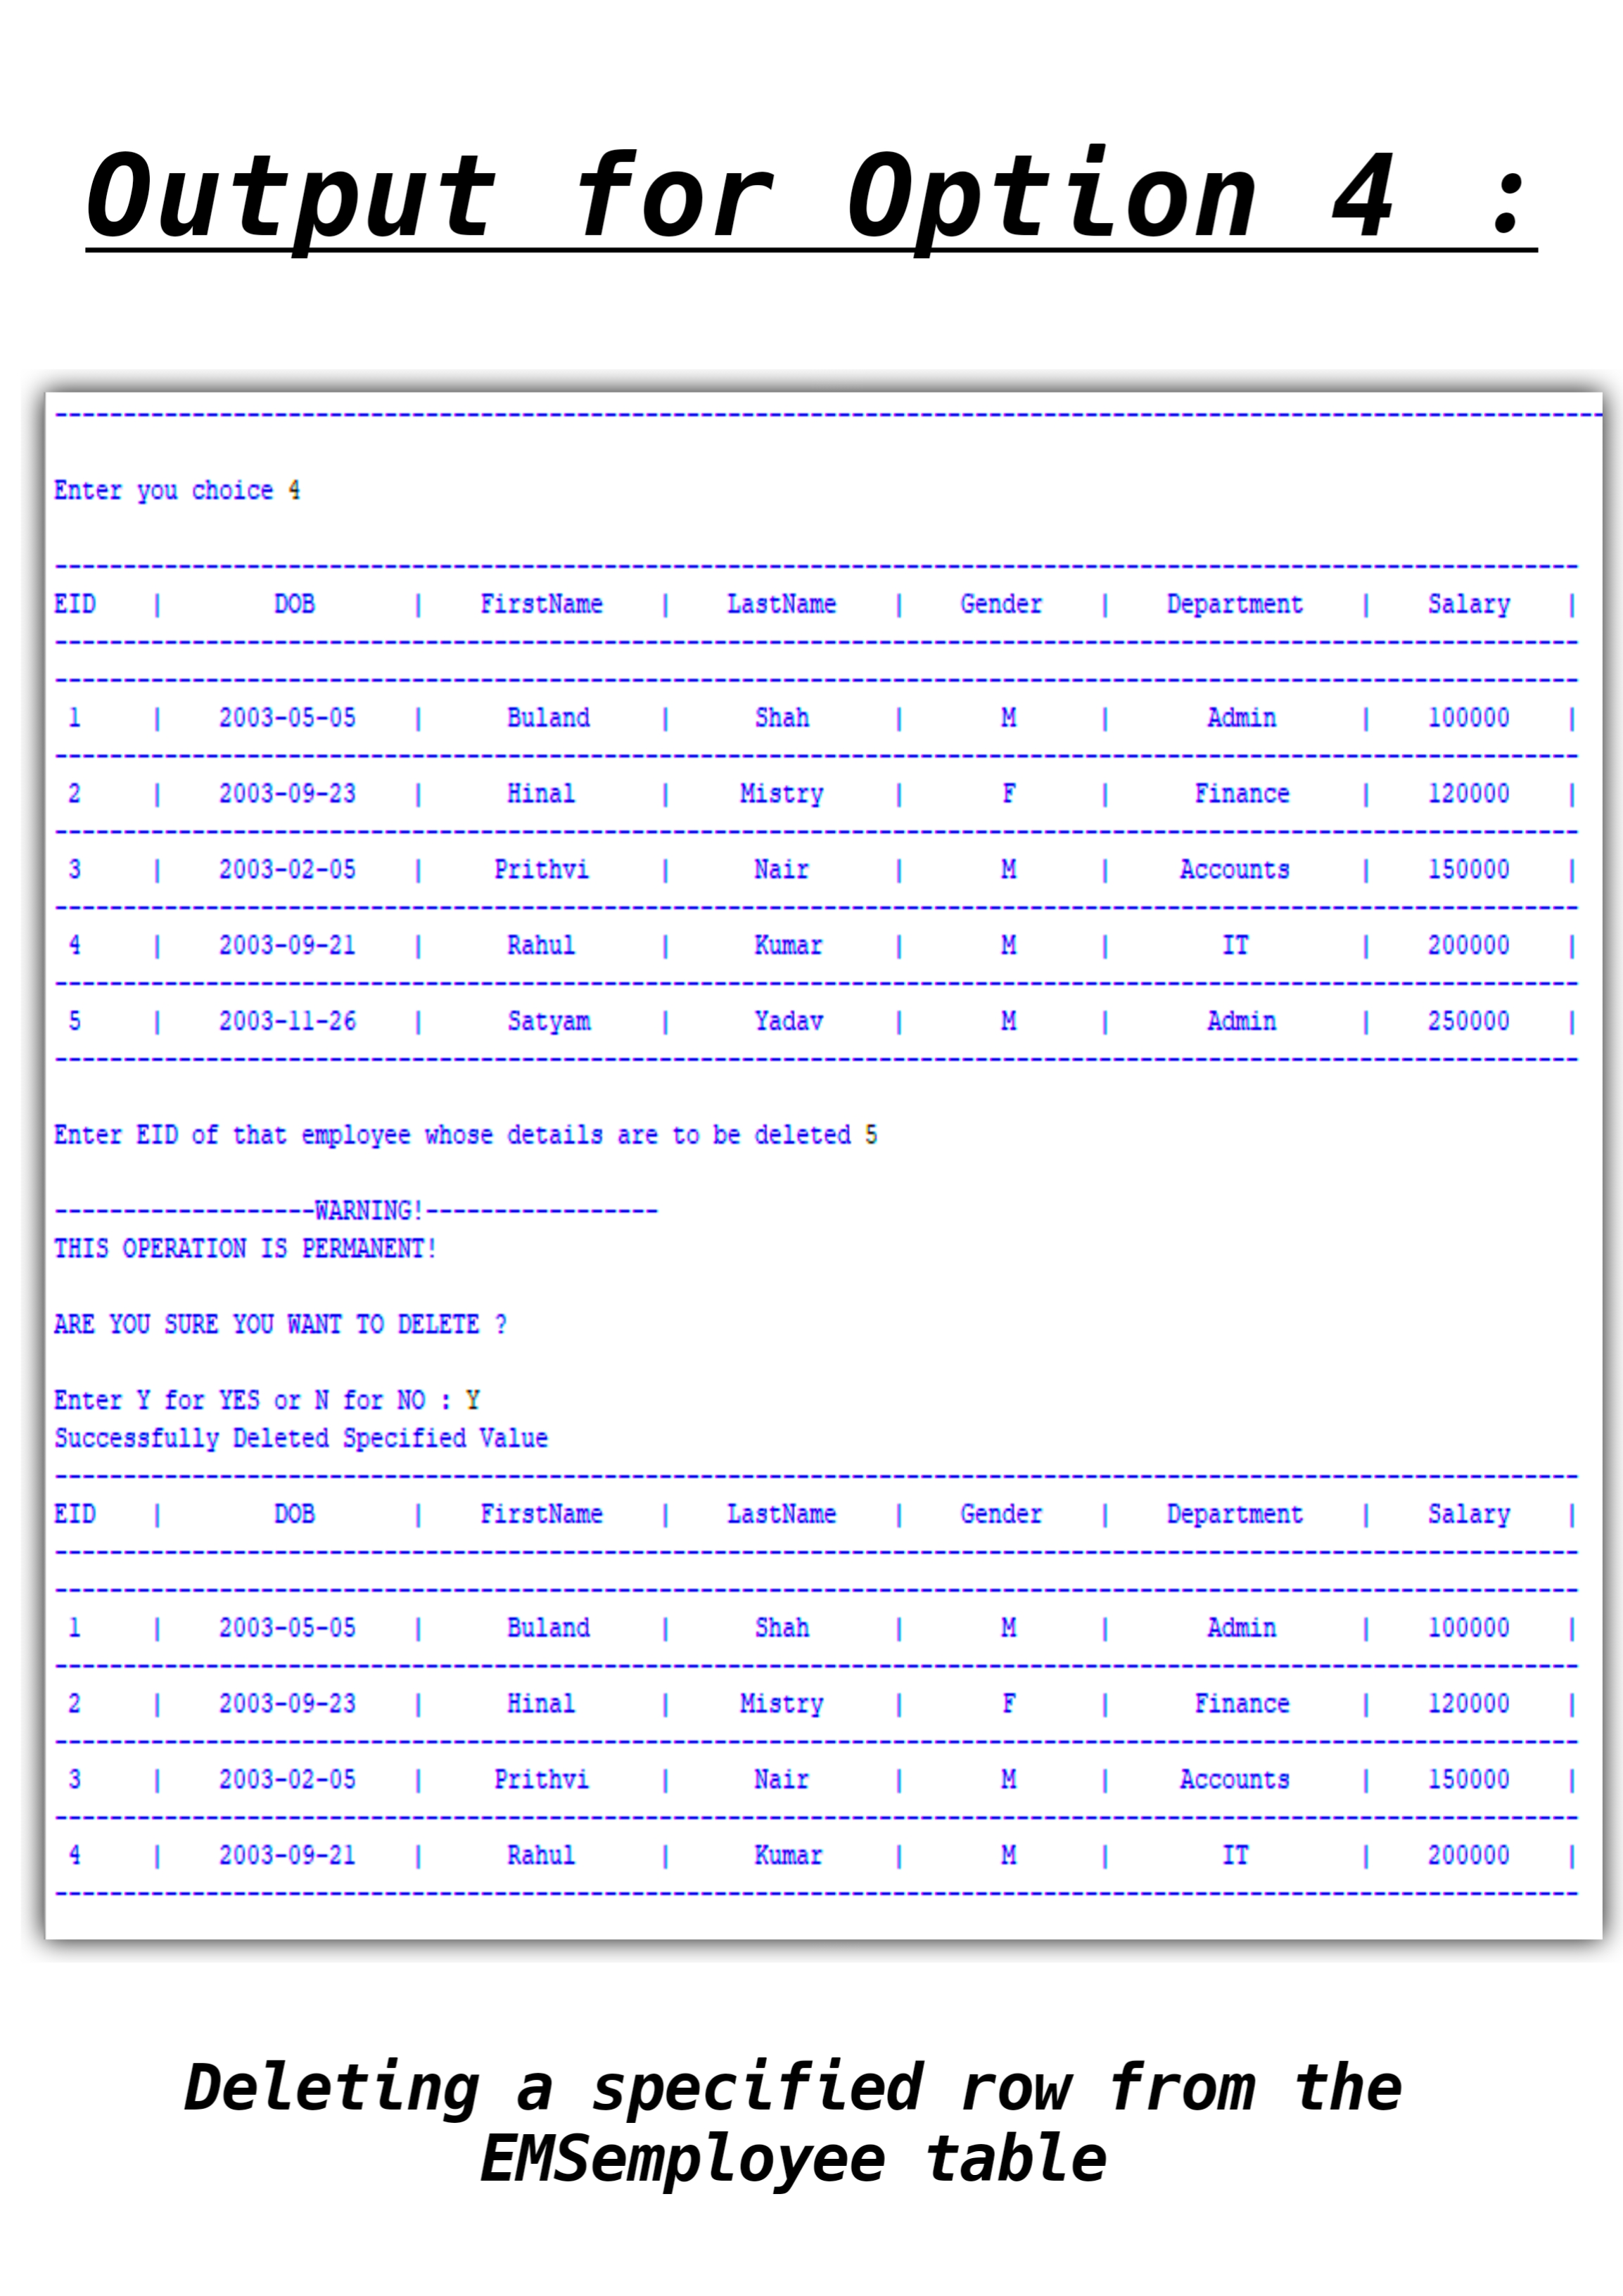 Output for Option 4 :
--------------------------------------------------------------------------------------------------------------
Enter you choice 4
--------------------------------------------------------------------------------------------------------------
EID | DOB | FirstName | LastName | Gender | Department | Salary |
--------------------------------------------------------------------------------------------------------------
--------------------------------------------------------------------------------------------------------------
1 | 2003-05-05 | Buland | Shah | M | Admin | 100000 |
--------------------------------------------------------------------------------------------------------------
2 | 2003-09-23 | Hinal | Mistry | F | Finance | 120000 |
--------------------------------------------------------------------------------------------------------------
3 | 2003-02-05 | Prithvi | Nair | M | Accounts | 150000 |
--------------------------------------------------------------------------------------------------------------
4 | 2003-09-21 | Rahul | Kumar | M | IT | 200000 |
--------------------------------------------------------------------------------------------------------------
5 | 2003-11-26 | Satyam | Yadav | M | Admin | 250000 |
--------------------------------------------------------------------------------------------------------------
Enter EID of that employee whose details are to be deleted 5
-------------------WARNING!-----------------
THIS OPERATION IS PERMANENT!
ARE YOU SURE YOU WANT TO DELETE ?
Enter Y for YES or N for NO : Y
Successfully Deleted Specified Value
--------------------------------------------------------------------------------------------------------------
EID | DOB | FirstName | LastName | Gender | Department | Salary |
--------------------------------------------------------------------------------------------------------------
--------------------------------------------------------------------------------------------------------------
1 | 2003-05-05 | Buland | Shah | M | Admin | 100000 |
--------------------------------------------------------------------------------------------------------------
2 | 2003-09-23 | Hinal | Mistry | F | Finance | 120000 |
--------------------------------------------------------------------------------------------------------------
3 | 2003-02-05 | Prithvi | Nair | M | Accounts | 150000 |
--------------------------------------------------------------------------------------------------------------
4 | 2003-09-21 | Rahul | Kumar | M | IT | 200000 |
--------------------------------------------------------------------------------------------------------------
Deleting a specified row from the
EMSemployee table